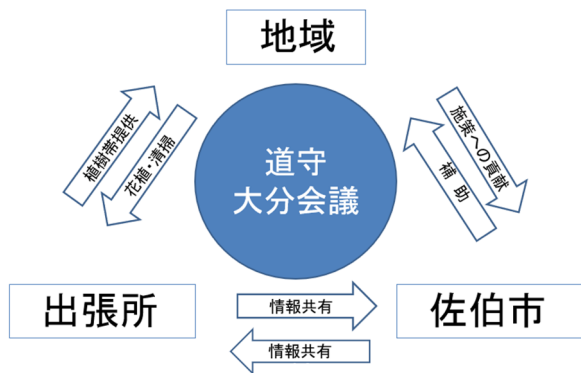 地域
植樹帯提供
花植・清掃
道守
大分会議
施策への貢献
補 助
出張所
情報共有
情報共有
佐伯市